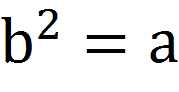 b² = a